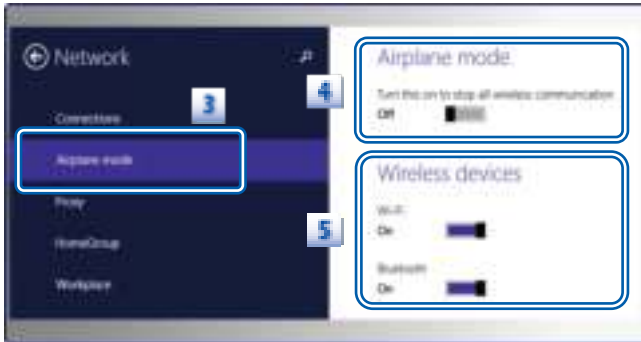 Network
3
Connections
Airplane mode
Proxy
HomeGroup
Workplace
4
Airplane mode
Turn this on to stop all wireless communication
Off
5
Wireless devices
Wi-Fi
On
Bluetooth
On